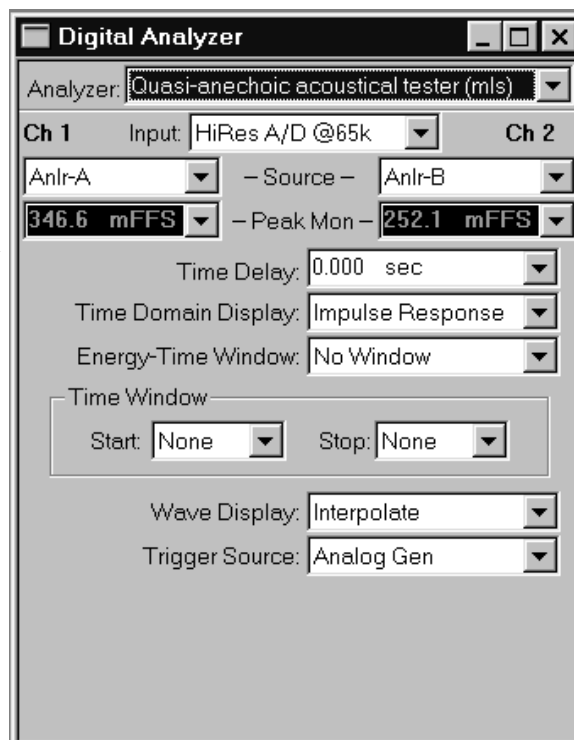 Digital Analyzer
Analyzer: Quasi-anechoic acoustical tester (mls)
Ch 1 Input: HiRes A/D @65k Ch 2
Anlr-A – Source – Anlr-B
346.6 mFFS – Peak Mon – 252.1 mFFS
Time Delay: 0.000 sec
Time Domain Display: Impulse Response
Energy-Time Window: No Window
Time Window
Start: None Stop: None
Wave Display: Interpolate
Trigger Source: Analog Gen